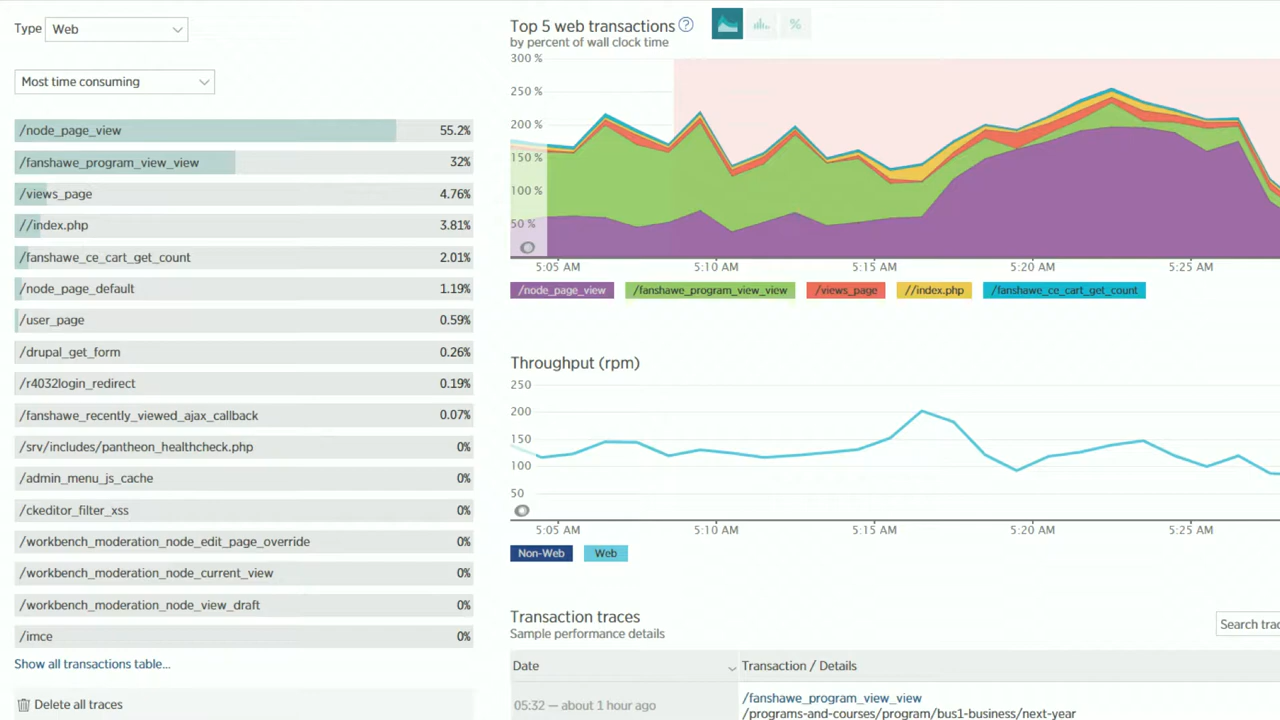 Type Web
Most time consuming
/node_page_view 55.2%
/fanshawe_program_view_view 32%
/views_page 4.76%
//index.php 3.81%
/fanshawe_ce_cart_get_count 2.01%
/node_page_default 1.19%
/user_page 0.59%
/drupal_get_form 0.26%
/r4032login_redirect 0.19%
/fanshawe_recently_viewed_ajax_callback 0.07%
/srv/includes/pantheon_healthcheck.php 0%
/admin_menu_js_cache 0%
/ckeditor_filter_xss 0%
/workbench_moderation_node_edit_page_override 0%
/workbench_moderation_node_current_view 0%
/workbench_moderation_node_view_draft 0%
/imce 0%
Show all transactions table...
Delete all traces
Top 5 web transactions ? %
by percent of wall clock time
300 %
250 %
200 %
150 %
100 %
50 %
5:05 AM 5:10 AM 5:15 AM 5:20 AM 5:25 AM
/node_page_view /fanshawe_program_view_view /views_page //index.php /fanshawe_ce_cart_get_count
Throughput (rpm)
250
200
150
100
50
5:05 AM 5:10 AM 5:15 AM 5:20 AM 5:25 AM
Non-Web Web
Transaction traces
Sample performance details
Search trac
Date Transaction / Details
05:32 — about 1 hour ago /fanshawe_program_view_view
/programs-and-courses/program/bus1-business/next-year